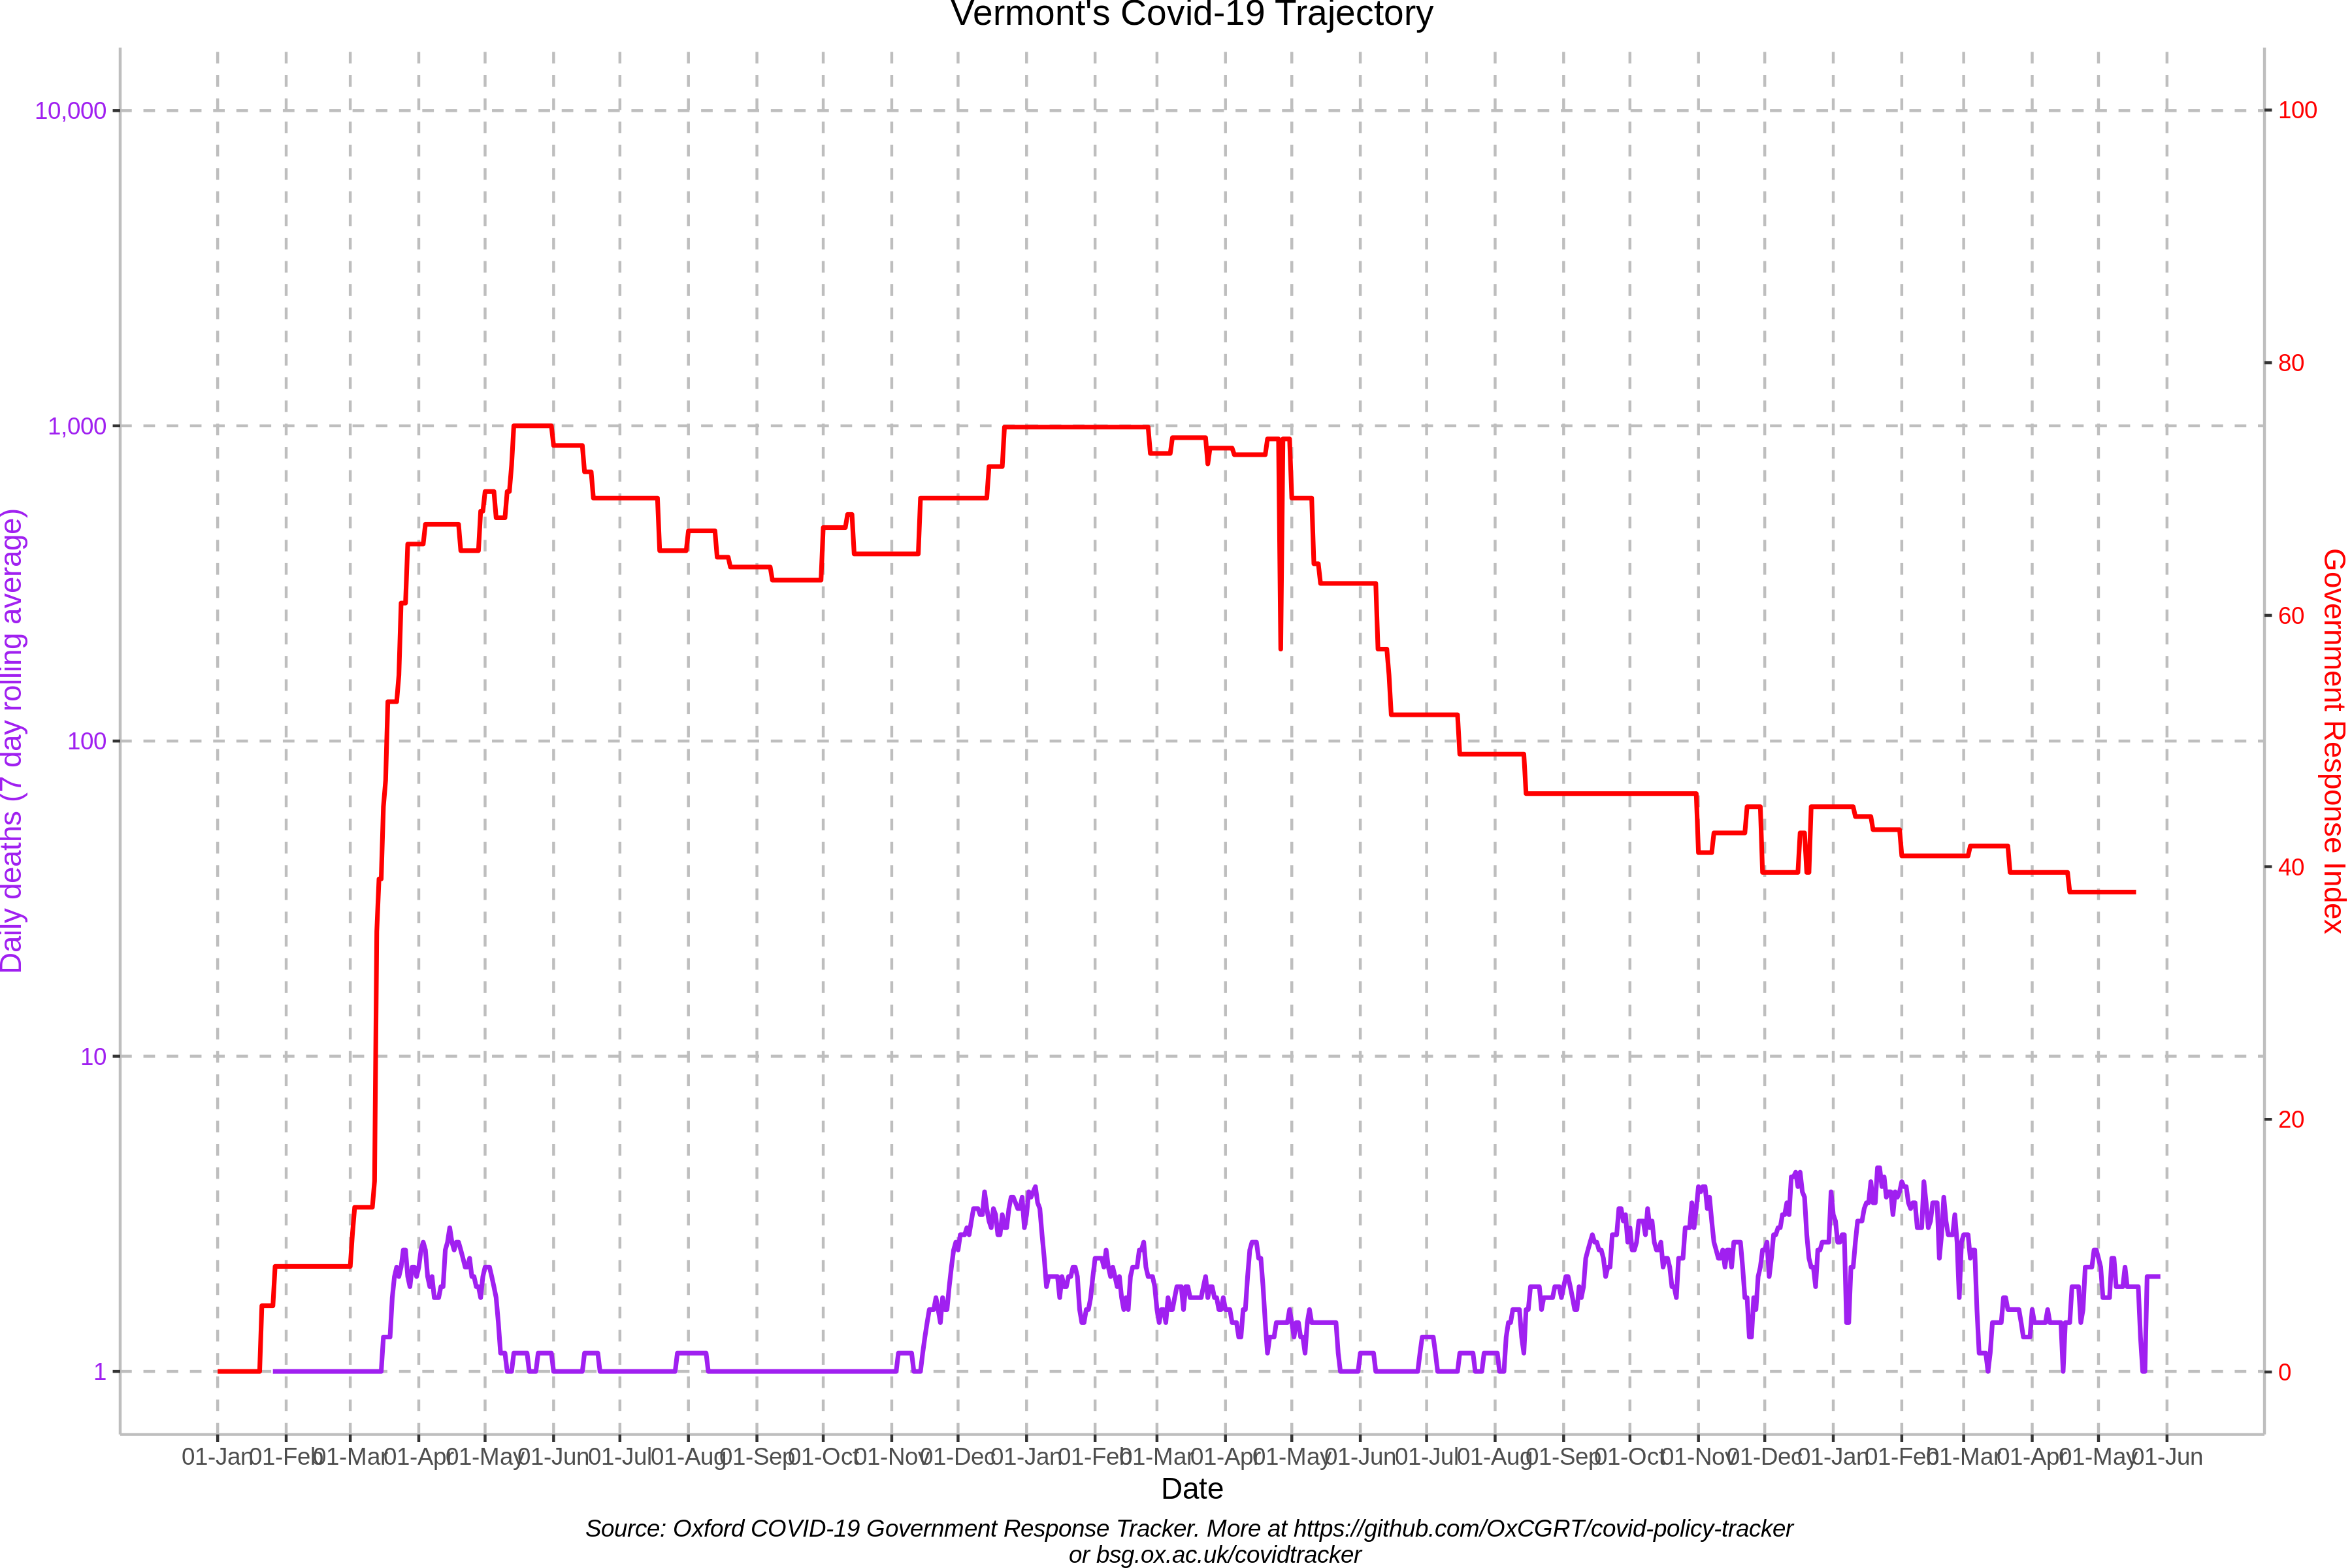 Vermont's Covid-19 Trajectory
10,000
1,000
100
10
1
Daily deaths (7 day rolling average)
100
80
60
40
20
0
Government Response Index
01-Jan 01-Feb 01-Mar 01-Apr 01-May 01-Jun 01-Jul 01-Aug 01-Sep 01-Oct 01-Nov 01-Dec 01-Jan 01-Feb 01-Mar 01-Apr 01-May 01-Jun 01-Jul 01-Aug 01-Sep 01-Oct 01-Nov 01-Dec 01-Jan 01-Feb 01-Mar 01-Apr 01-May 01-Jun
Date
Source: Oxford COVID-19 Government Response Tracker. More at https://github.com/OxCGRT/covid-policy-tracker
or bsg.ox.ac.uk/covidtracker